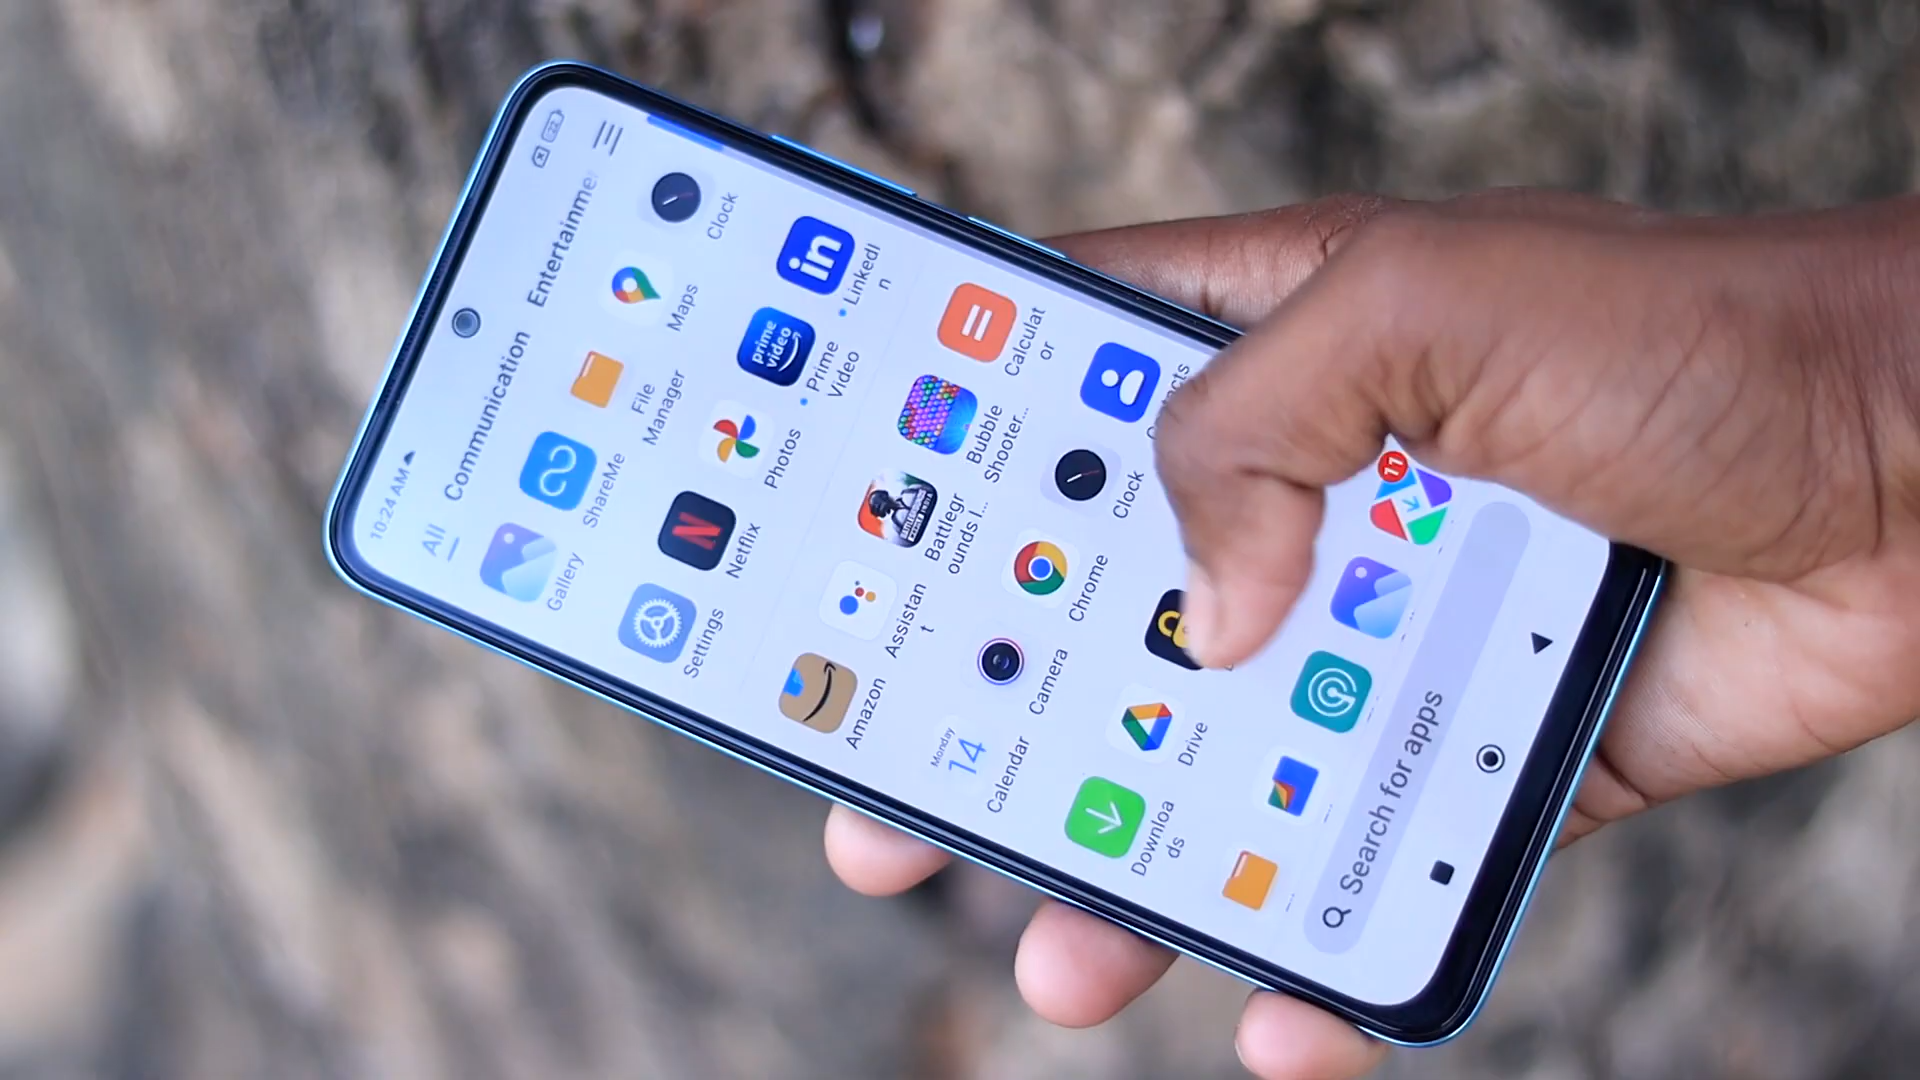 10:24 AM
22
All Communication Entertainme
Gallery
ShareMe
File
Manager
Maps
Clock
Settings
Netflix
Photos
prime
video
Prime
Video
in
LinkedI
n
Amazon
Assistan
t
Battlegr
ounds I...
Bubble
Shooter...
Calculat
or
Monday
14
Calendar
Camera
Chrome
Clock
Downloa
ds
Drive
11
Search for apps